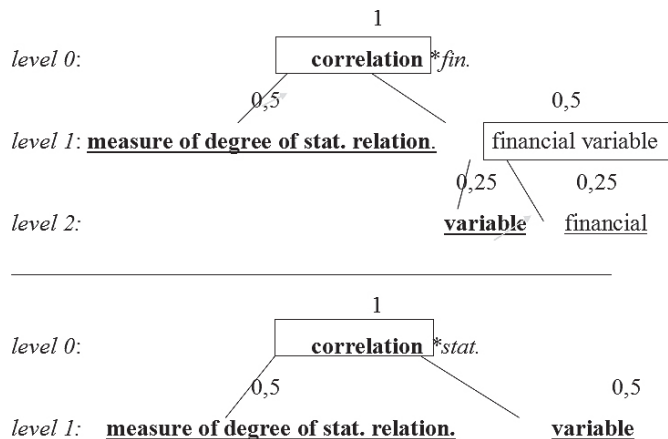 1
level 0: correlation *fin.
0,5 0,5
level 1: measure of degree of stat. relation. financial variable
0,25 0,25
level 2: variable financial
1
level 0: correlation *stat.
0,5 0,5
level 1: measure of degree of stat. relation. variable